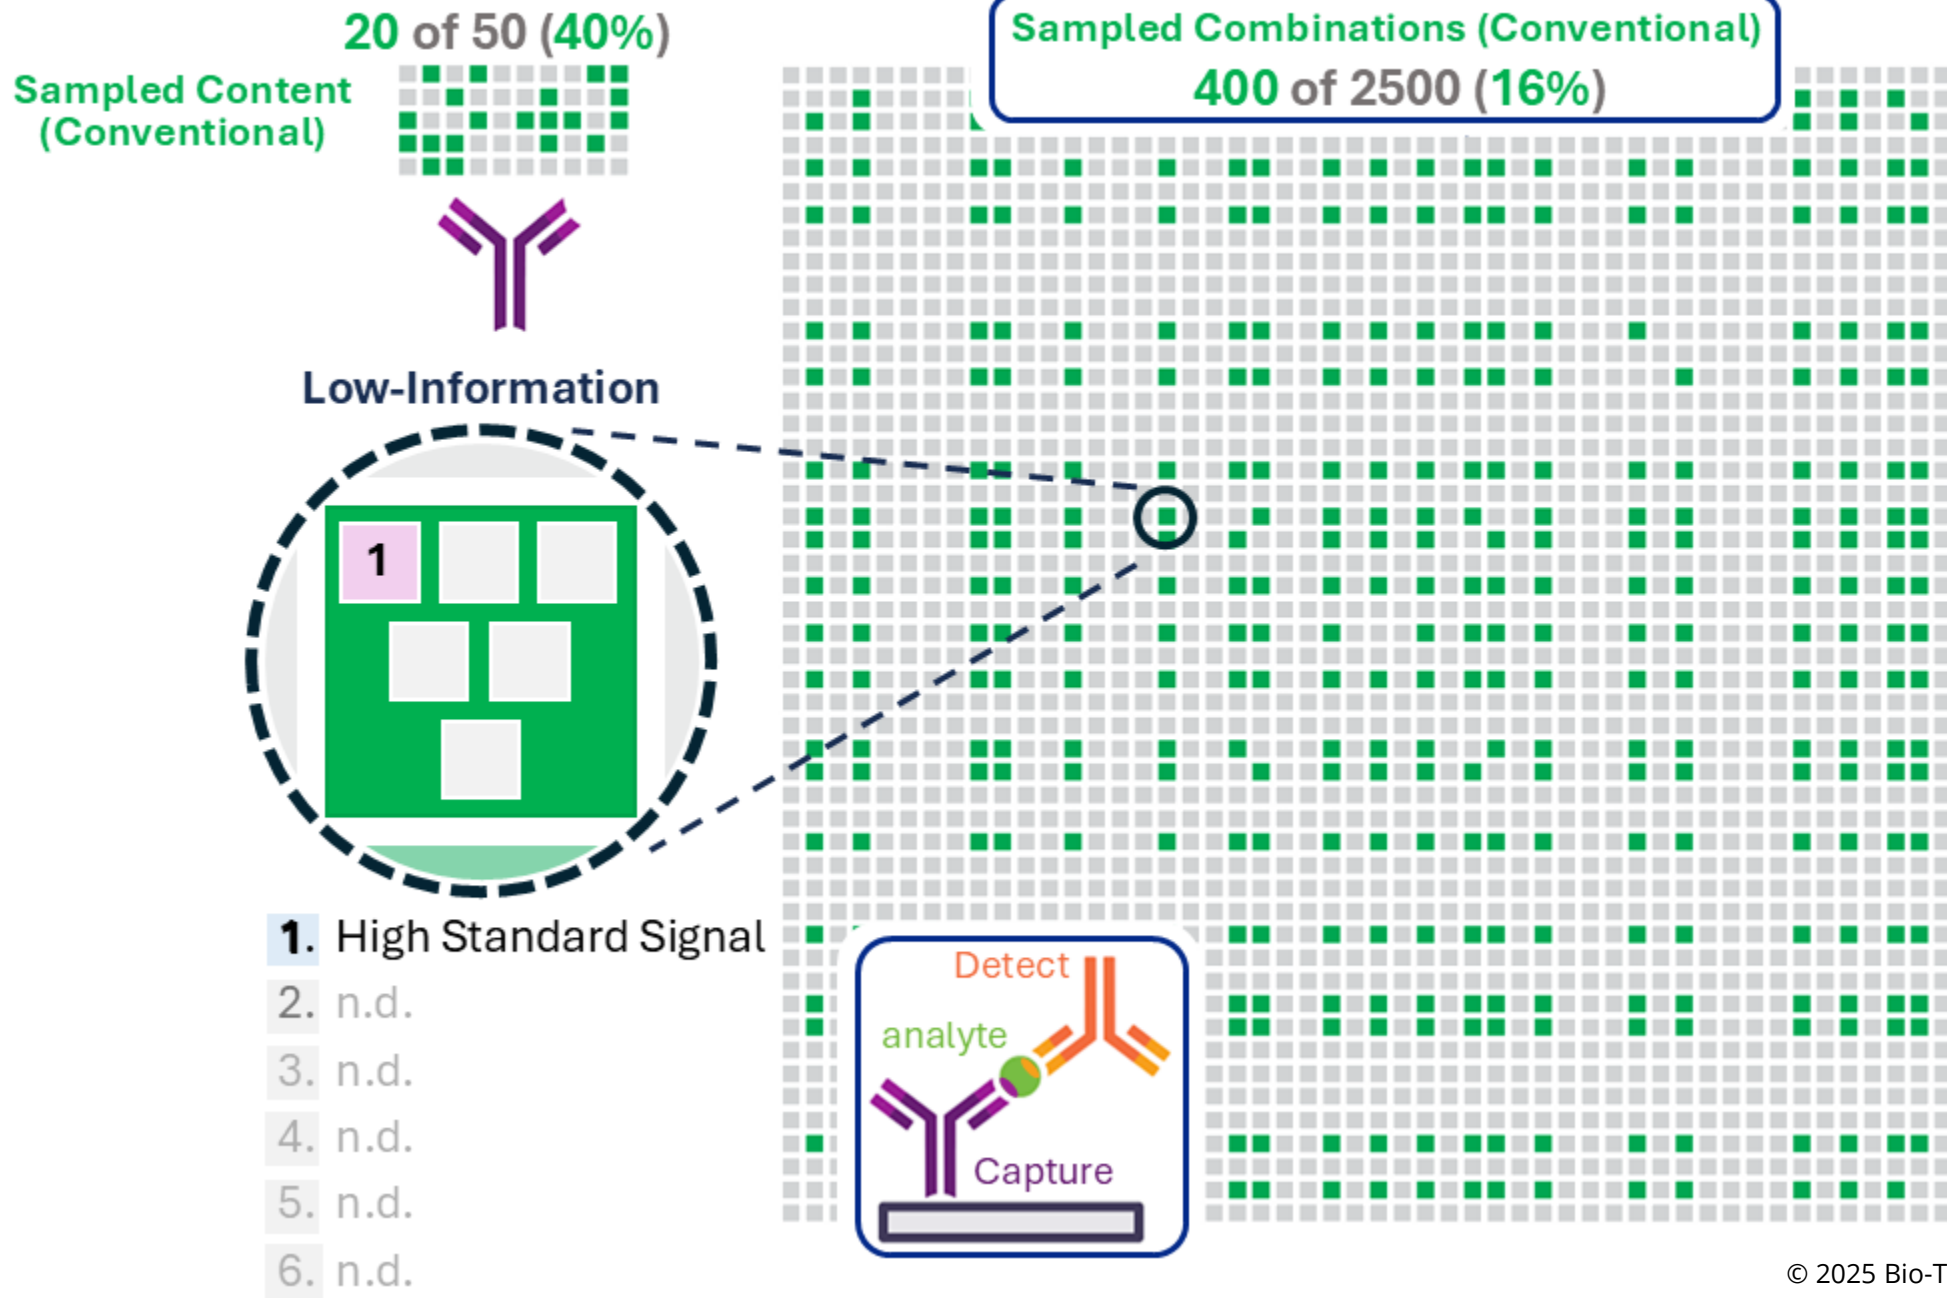 20 of 50 (40%)
Sampled Content
(Conventional)
Sampled Combinations (Conventional)
400 of 2500 (16%)
Low-Information
1
1. High Standard Signal
2. n.d.
3. n.d.
4. n.d.
5. n.d.
6. n.d.
Detect
analyte
Capture
© 2025 Bio-T